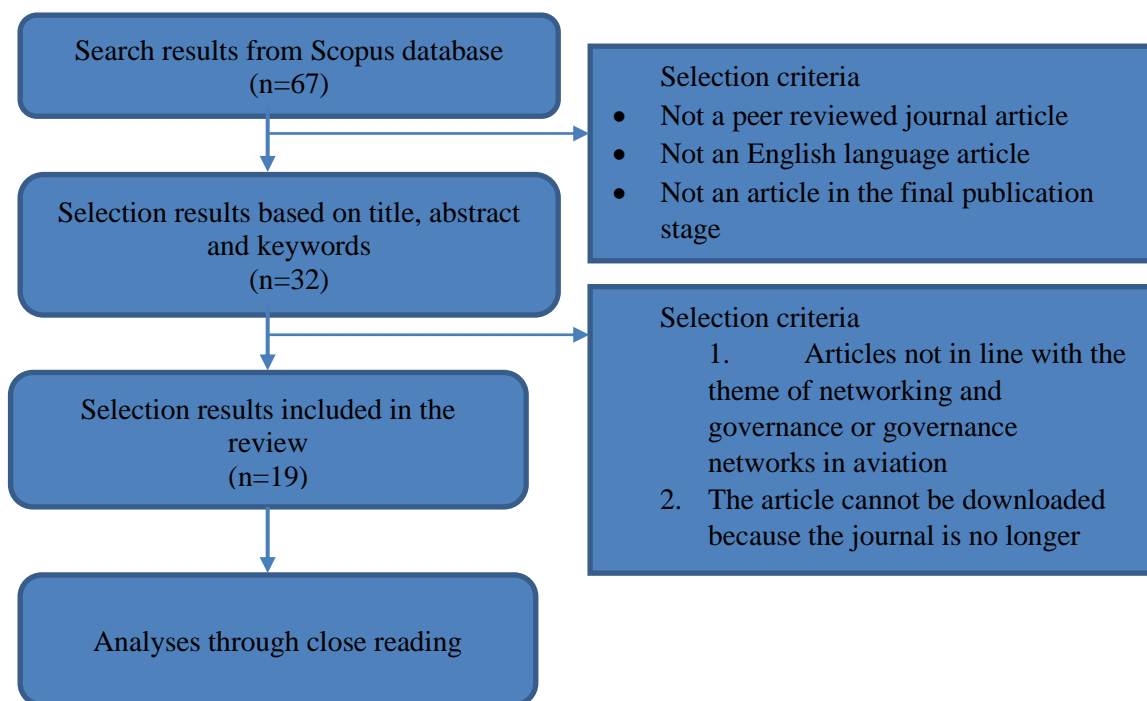 Search results from Scopus database
(n=67)
Selection criteria
• Not a peer reviewed journal article
• Not an English language article
• Not an article in the final publication
stage
Selection results based on title, abstract
and keywords
(n=32)
Selection criteria
1. Articles not in line with the
theme of networking and
governance or governance
networks in aviation
2. The article cannot be downloaded
because the journal is no longer
Selection results included in the
review
(n=19)
Analyses through close reading